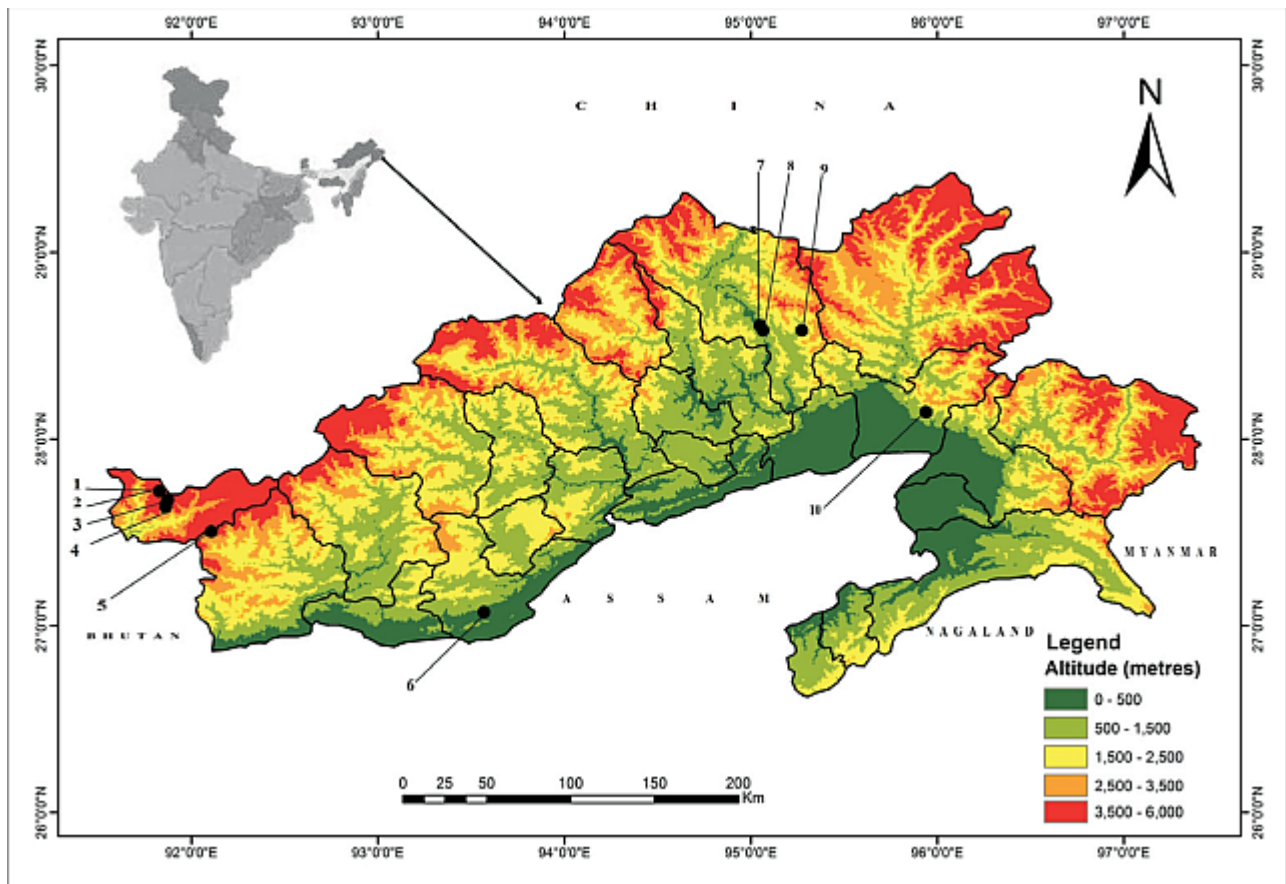 92°0'0"E 93°0'0"E 94°0'0"E 95°0'0"E 96°0'0"E 97°0'0"E
30°0'0"N 30°0'0"N
C H I N A
N
7 8 9
29°0'0"N 29°0'0"N
28°0'0"N 28°0'0"N
1
2
3
4
10
5
MYANMAR
A S S A M
27°0'0"N 27°0'0"N
BHUTAN
NAGALAND
6
Legend
Altitude (metres)
0 - 500
500 - 1,500
1,500 - 2,500
2,500 - 3,500
3,500 - 6,000
0 25 50 100 150 200
Km
26°0'0"N 26°0'0"N
92°0'0"E 93°0'0"E 94°0'0"E 95°0'0"E 96°0'0"E 97°0'0"E